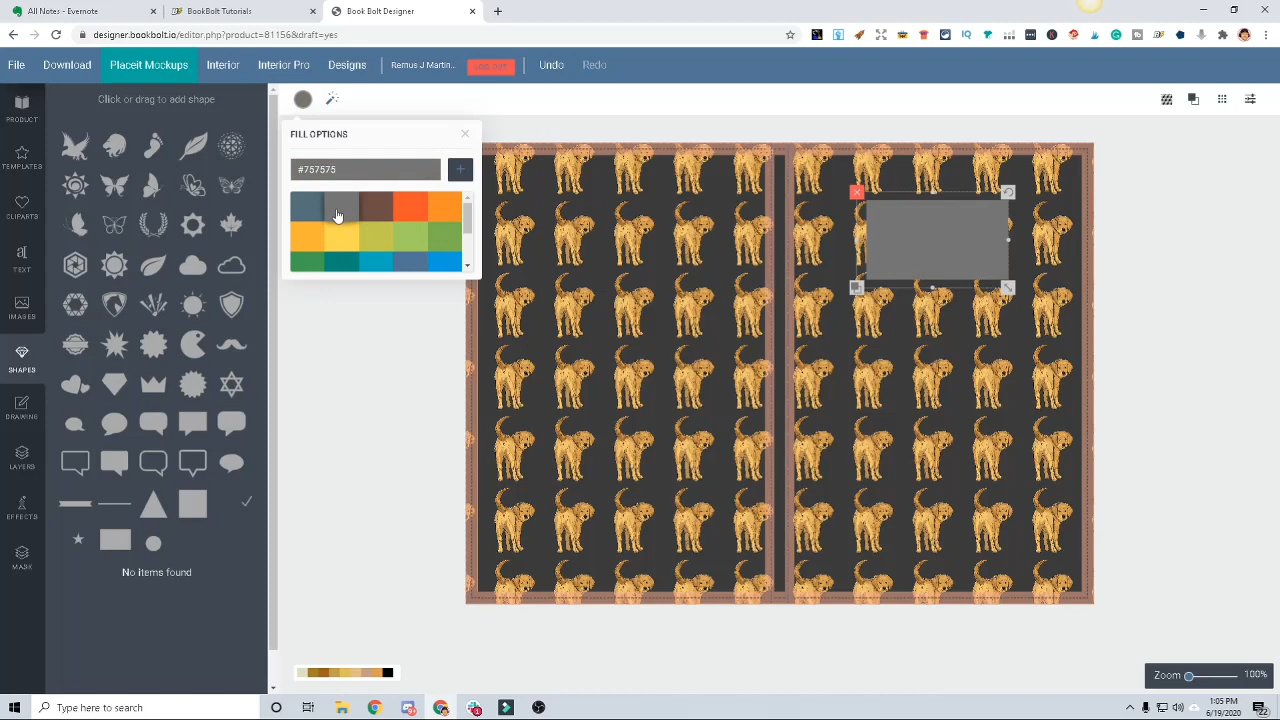 All Notes - Evernote
BookBolt Tutorials
Book Bolt Designer
designer.bookbolt.io/editor.php?product=81156&draft=yes
File
Download
Placeit Mockups
Interior
Interior Pro
Designs
Remus J Martin...
LOG OUT
Undo
Redo
PRODUCT
TEMPLATES
CLIPARTS
TEXT
IMAGES
SHAPES
DRAWING
LAYERS
EFFECTS
MASK
Click or drag to add shape
No items found
FILL OPTIONS
#757575
Zoom
100%
Type here to search
1:05 PM
6/19/2020